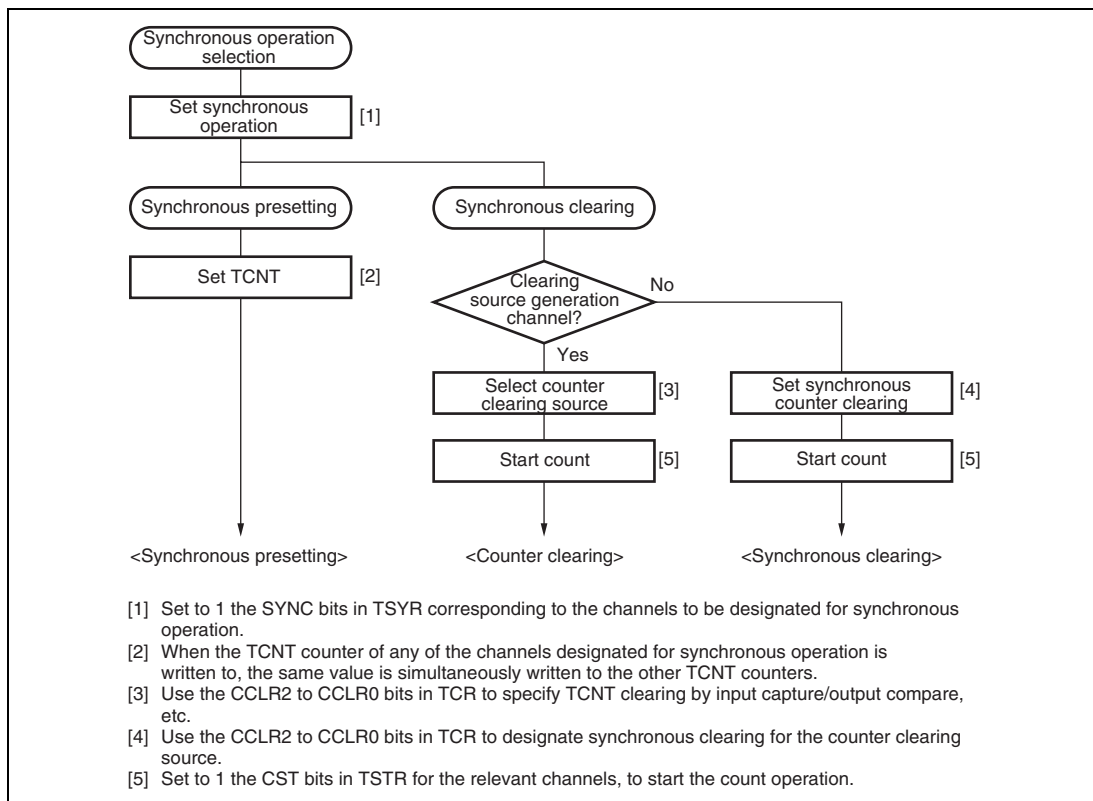 Synchronous operation
selection
Set synchronous
operation
[1]
Synchronous presetting
Synchronous clearing
Set TCNT
[2]
Clearing
source generation
channel?
No
Yes
Select counter
clearing source
[3]
Set synchronous
counter clearing
[4]
Start count
[5]
Start count
[5]
<Synchronous presetting>
<Counter clearing>
<Synchronous clearing>
[1] Set to 1 the SYNC bits in TSYR corresponding to the channels to be designated for synchronous
operation.
[2] When the TCNT counter of any of the channels designated for synchronous operation is
written to, the same value is simultaneously written to the other TCNT counters.
[3] Use the CCLR2 to CCLR0 bits in TCR to specify TCNT clearing by input capture/output compare,
etc.
[4] Use the CCLR2 to CCLR0 bits in TCR to designate synchronous clearing for the counter clearing
source.
[5] Set to 1 the CST bits in TSTR for the relevant channels, to start the count operation.